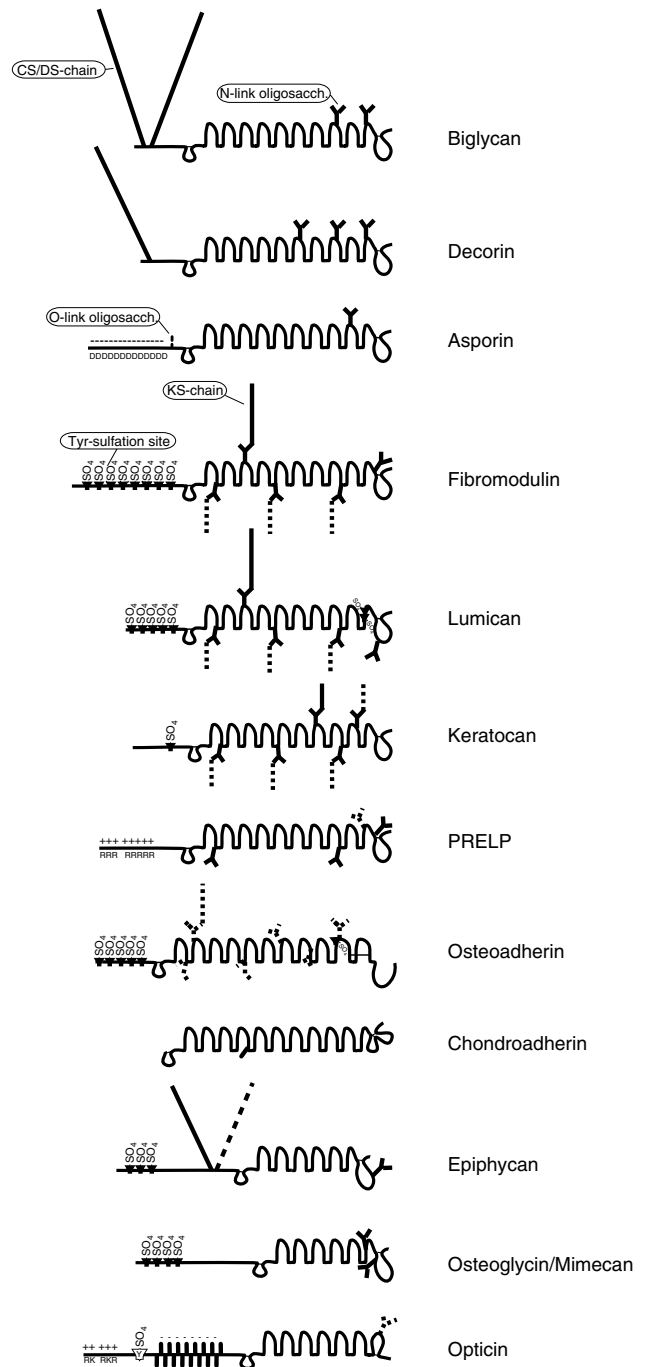 CS/DS-chain
N-link oligosacch.
Biglycan
Decorin
O-link oligosacch.
-----------------
DDDDDDDDDDDDD
Asporin
KS-chain
Tyr-sulfation site
SO4 SO4 SO4 SO4 SO4 SO4 SO4 SO4
Fibromodulin
SO4 SO4 SO4 SO4 SO4
SO4 SO4
Lumican
SO4
Keratocan
+++ +++++
RRR RRRRR
PRELP
SO4 SO4 SO4 SO4 SO4
SO4
Osteoadherin
Chondroadherin
SO4 SO4 SO4
Epiphycan
SO4 SO4 SO4 SO4
Osteoglycin/Mimecan
++ +++
RK RKR
SO4
Y
- - - - - - - -
Opticin